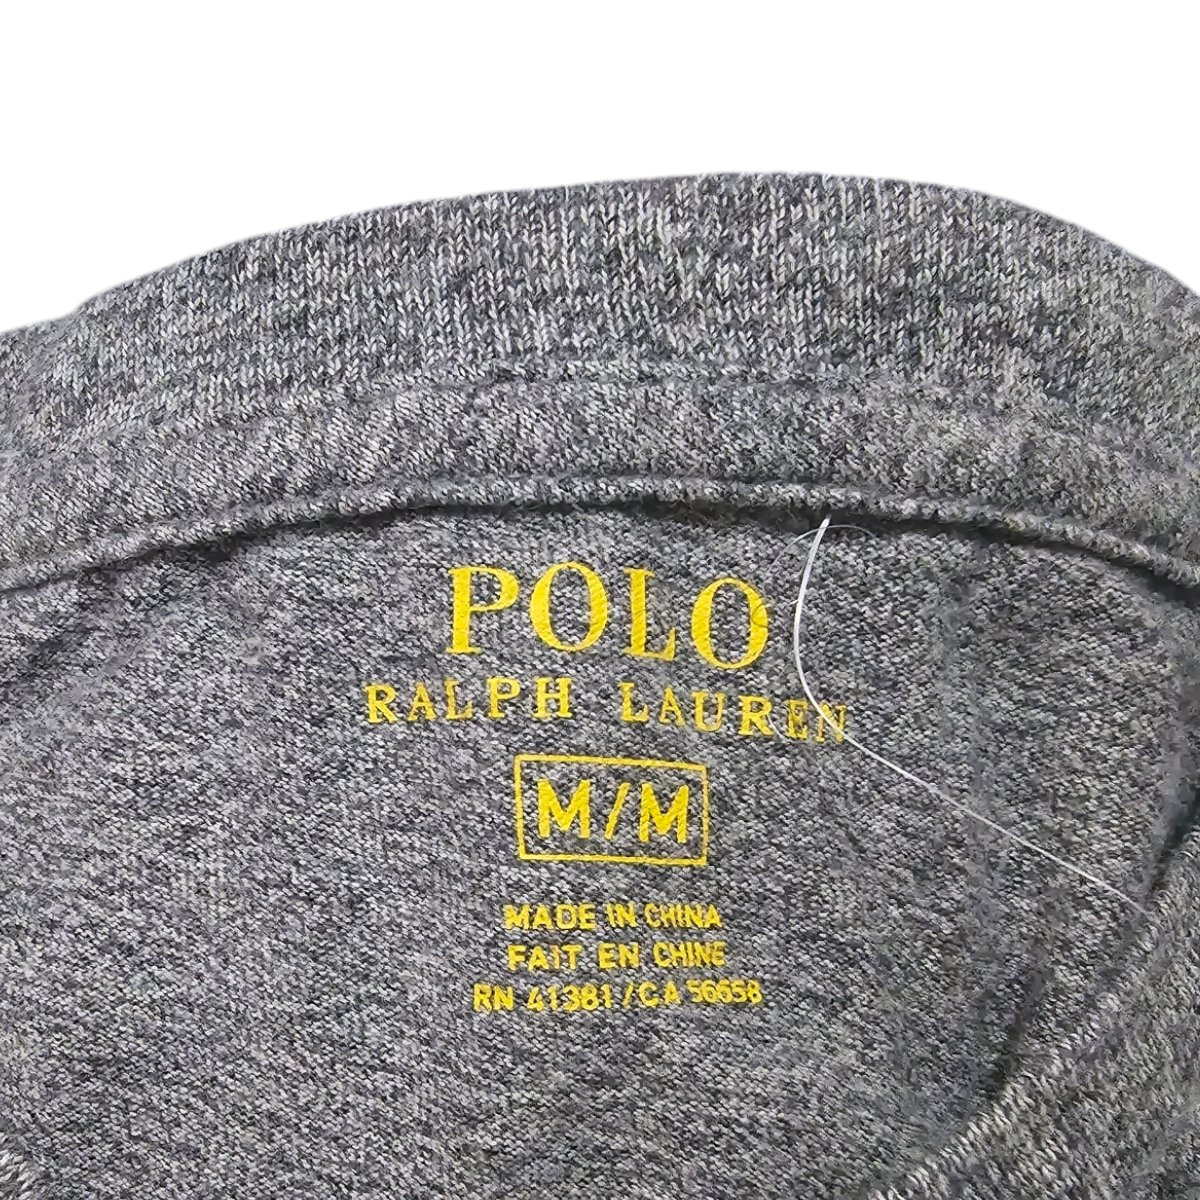 POLO
RALPH LAUREN
M/M
MADE IN CHINA
FAIT EN CHINE
RN 41381/CA 56658